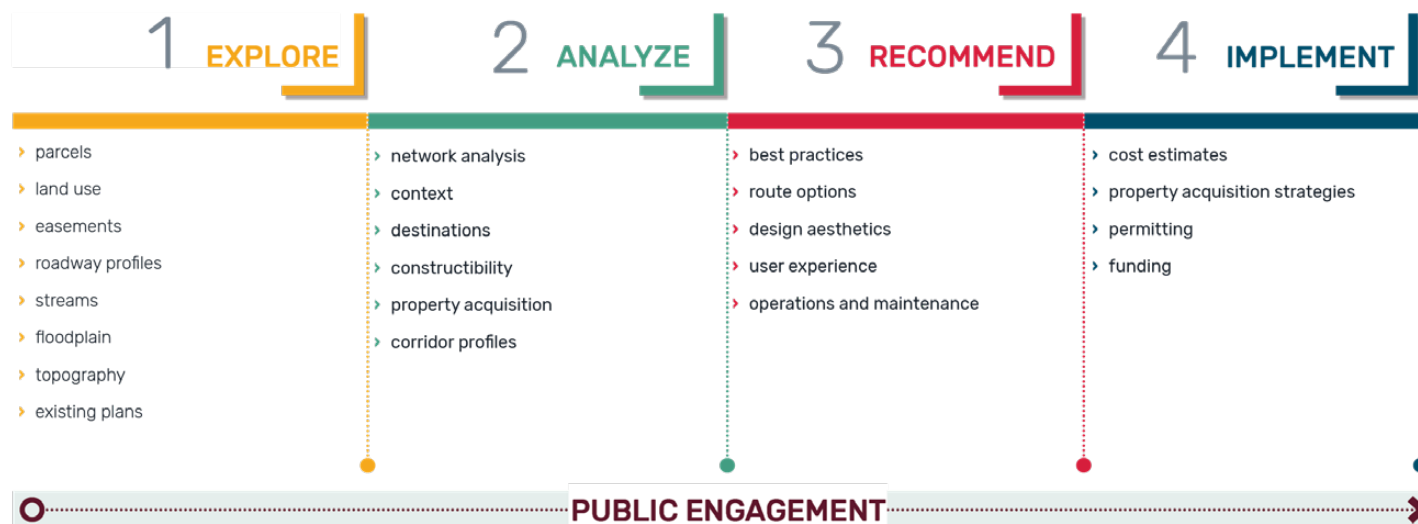 1 EXPLORE
parcels
land use
easements
roadway profiles
streams
floodplain
topography
existing plans
2 ANALYZE
network analysis
context
destinations
constructibility
property acquisition
corridor profiles
3 RECOMMEND
best practices
route options
design aesthetics
user experience
operations and maintenance
4 IMPLEMENT
cost estimates
property acquisition strategies
permitting
funding
PUBLIC ENGAGEMENT